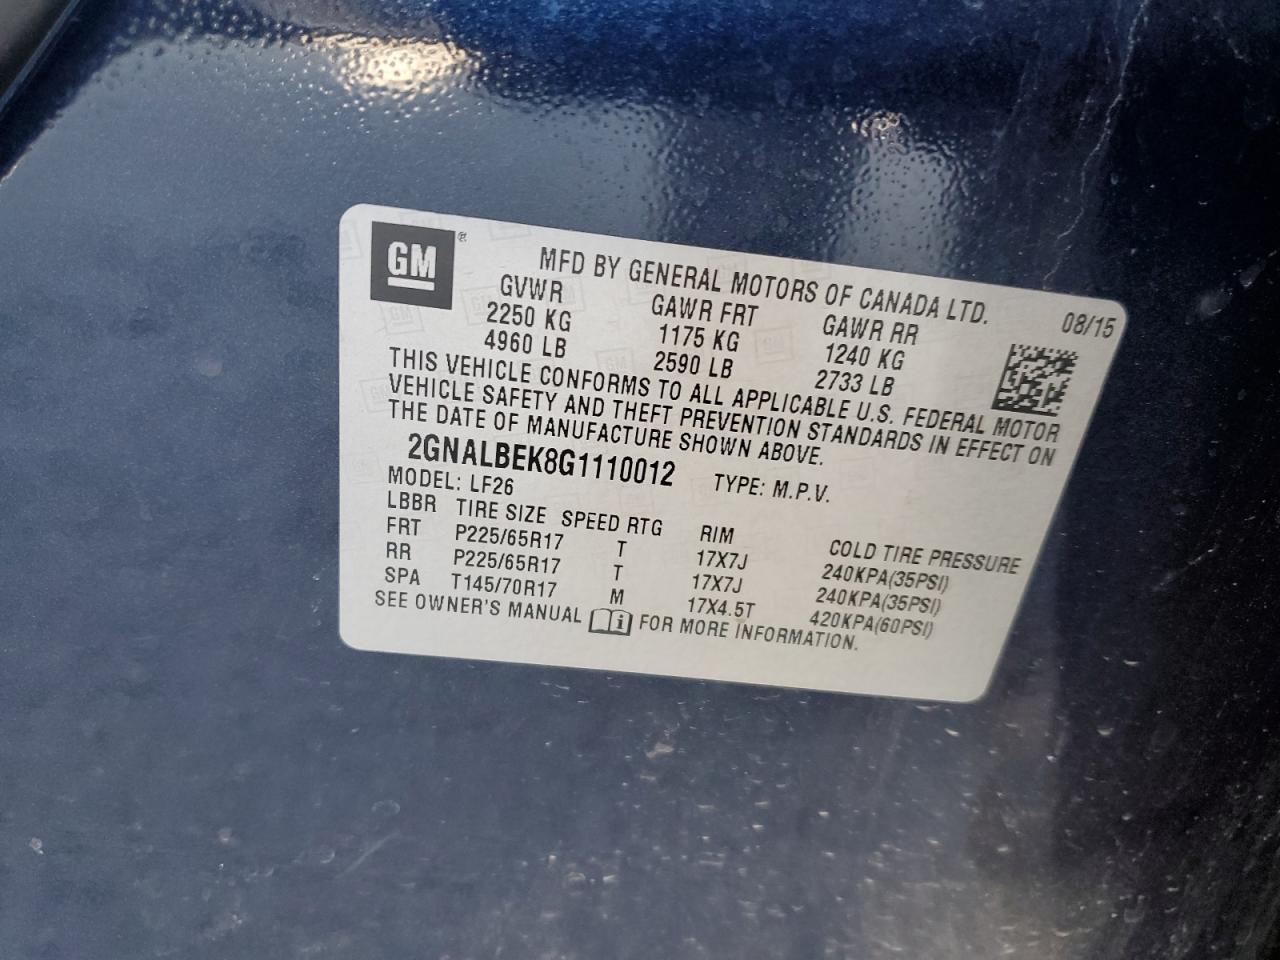 GM®
MFD BY GENERAL MOTORS OF CANADA LTD.
08/15
GVWR GAWR FRT GAWR RR
2250 KG 1175 KG 1240 KG
4960 LB 2590 LB 2733 LB
THIS VEHICLE CONFORMS TO ALL APPLICABLE U.S. FEDERAL MOTOR
VEHICLE SAFETY AND THEFT PREVENTION STANDARDS IN EFFECT ON
THE DATE OF MANUFACTURE SHOWN ABOVE.
2GNALBEK8G1110012 TYPE: M.P.V.
MODEL: LF26
LBBR TIRE SIZE SPEED RTG RIM COLD TIRE PRESSURE
FRT P225/65R17 T 17X7J 240KPA(35PSI)
RR P225/65R17 T 17X7J 240KPA(35PSI)
SPA T145/70R17 M 17X4.5T 420KPA(60PSI)
SEE OWNER'S MANUAL FOR MORE INFORMATION.